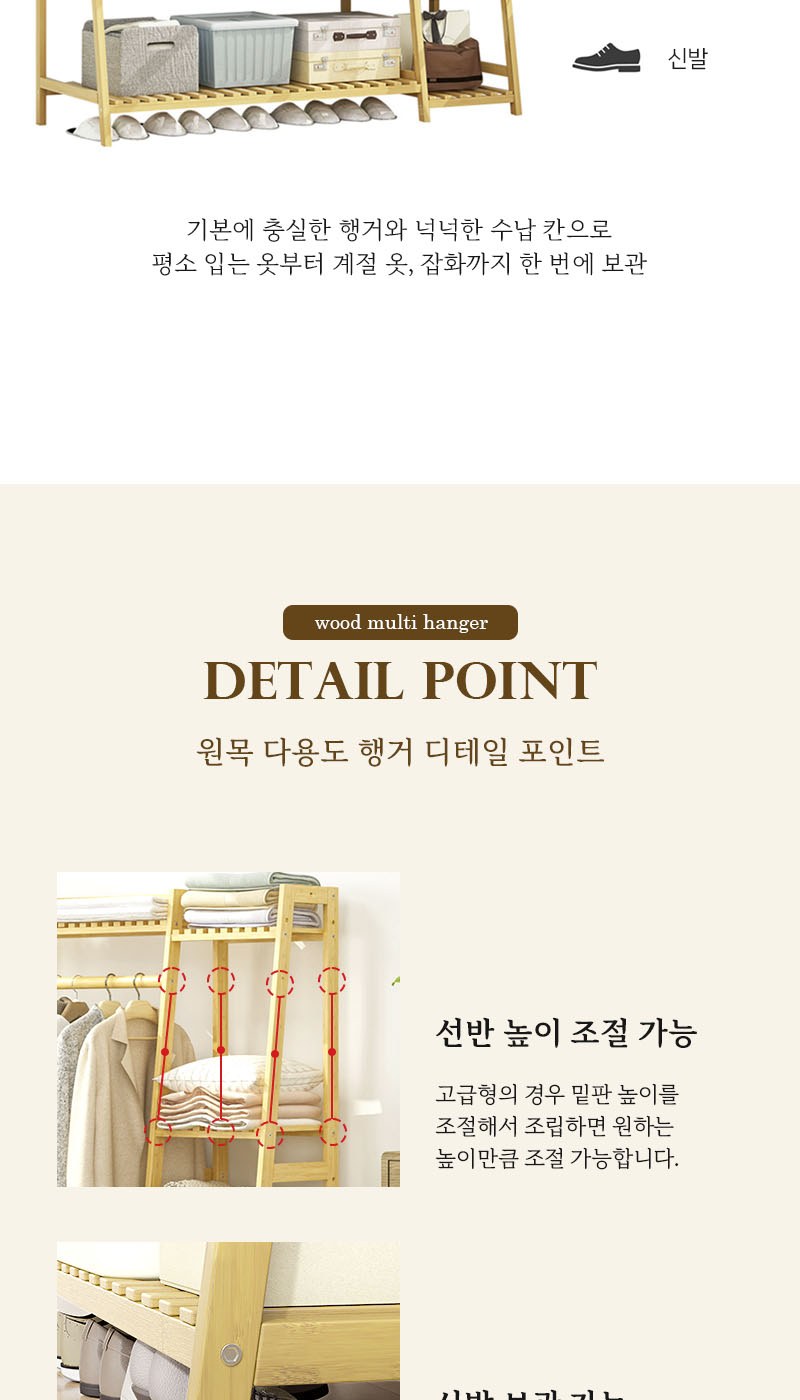 신발
기본에 충실한 행거와 넉넉한 수납 칸으로
평소 입는 옷부터 계절 옷, 잡화까지 한 번에 보관
wood multi hanger
DETAIL POINT
원목 다용도 행거 디테일 포인트
선반 높이 조절 가능
고급형의 경우 밑판 높이를
조절해서 조립하면 원하는
높이만큼 조절 가능합니다.